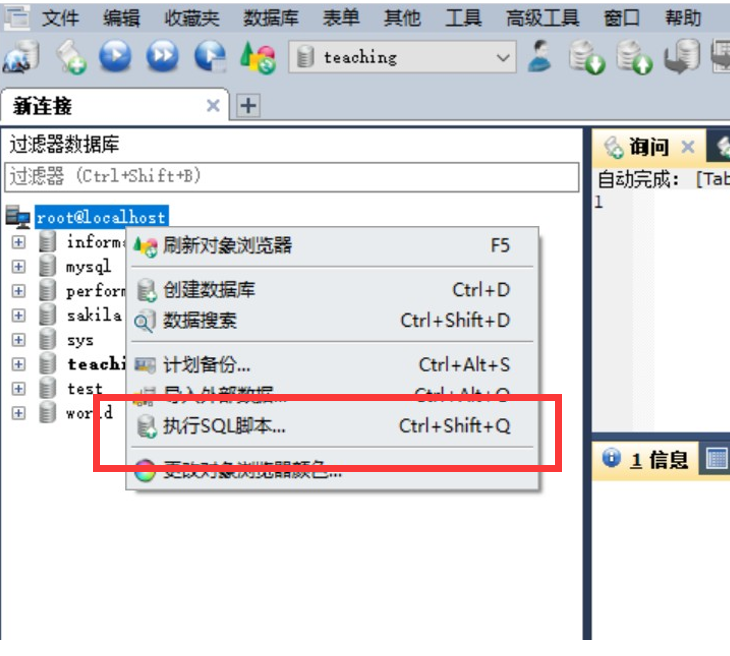 文件 编辑 收藏夹 数据库 表单 其他 工具 高级工具 窗口 帮助
teaching
新连接
过滤器数据库
过滤器 (Ctrl+Shift+B)
root@localhost
inform
mysql
perform
sakila
sys
teachi
test
world
刷新对象浏览器 F5
创建数据库 Ctrl+D
数据搜索 Ctrl+Shift+D
计划备份... Ctrl+Alt+S
导入外部数据... Ctrl+Alt+O
执行SQL脚本... Ctrl+Shift+Q
更改对象浏览器颜色...
询问
自动完成: [Tab
1
1 信息